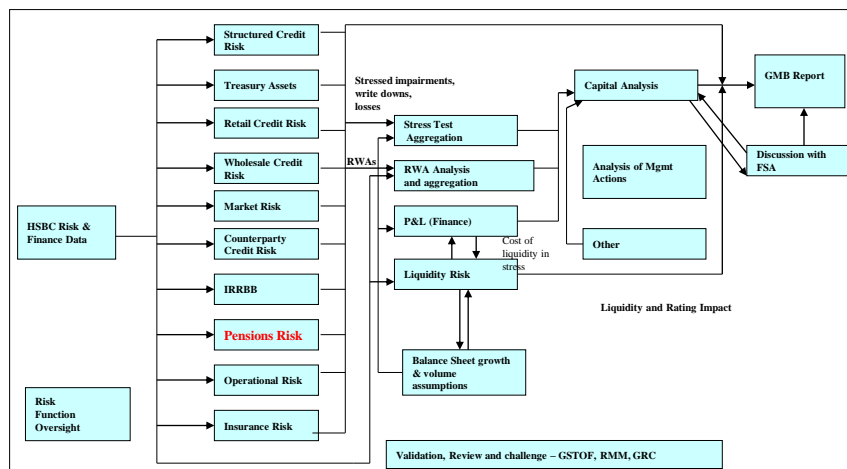 Structured Credit
Risk
Treasury Assets
Retail Credit Risk
Wholesale Credit
Risk
Market Risk
Counterparty
Credit Risk
IRRBB
Pensions Risk
Operational Risk
Insurance Risk
HSBC Risk &
Finance Data
Risk
Function
Oversight
Stressed impairments,
write downs,
losses
RWAs
Stress Test
Aggregation
RWA Analysis
and aggregation
P&L (Finance)
Cost of
liquidity in
stress
Liquidity Risk
Balance Sheet growth
& volume
assumptions
Capital Analysis
Analysis of Mgmt
Actions
Other
GMB Report
Discussion with
FSA
Liquidity and Rating Impact
Validation, Review and challenge – GSTOF, RMM, GRC